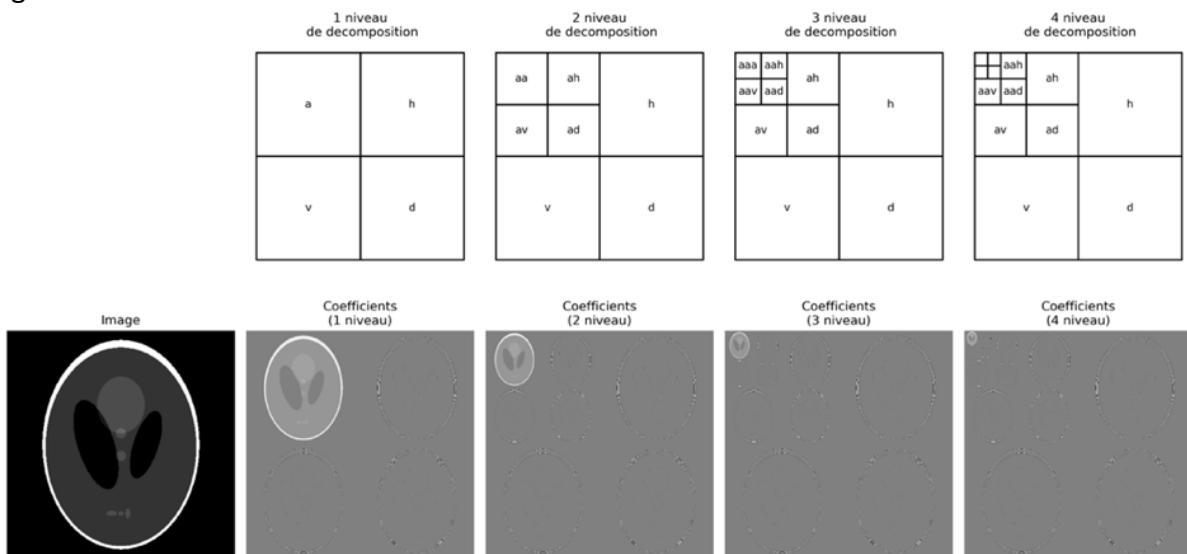 1 niveau
de decomposition
2 niveau
de decomposition
3 niveau
de decomposition
4 niveau
de decomposition
a
h
v
d
aa
ah
av
ad
h
v
d
aaa
aah
aav
aad
ah
av
ad
h
v
d
aah
aav
aad
ah
av
ad
h
v
d
Image
Coefficients
(1 niveau)
Coefficients
(2 niveau)
Coefficients
(3 niveau)
Coefficients
(4 niveau)